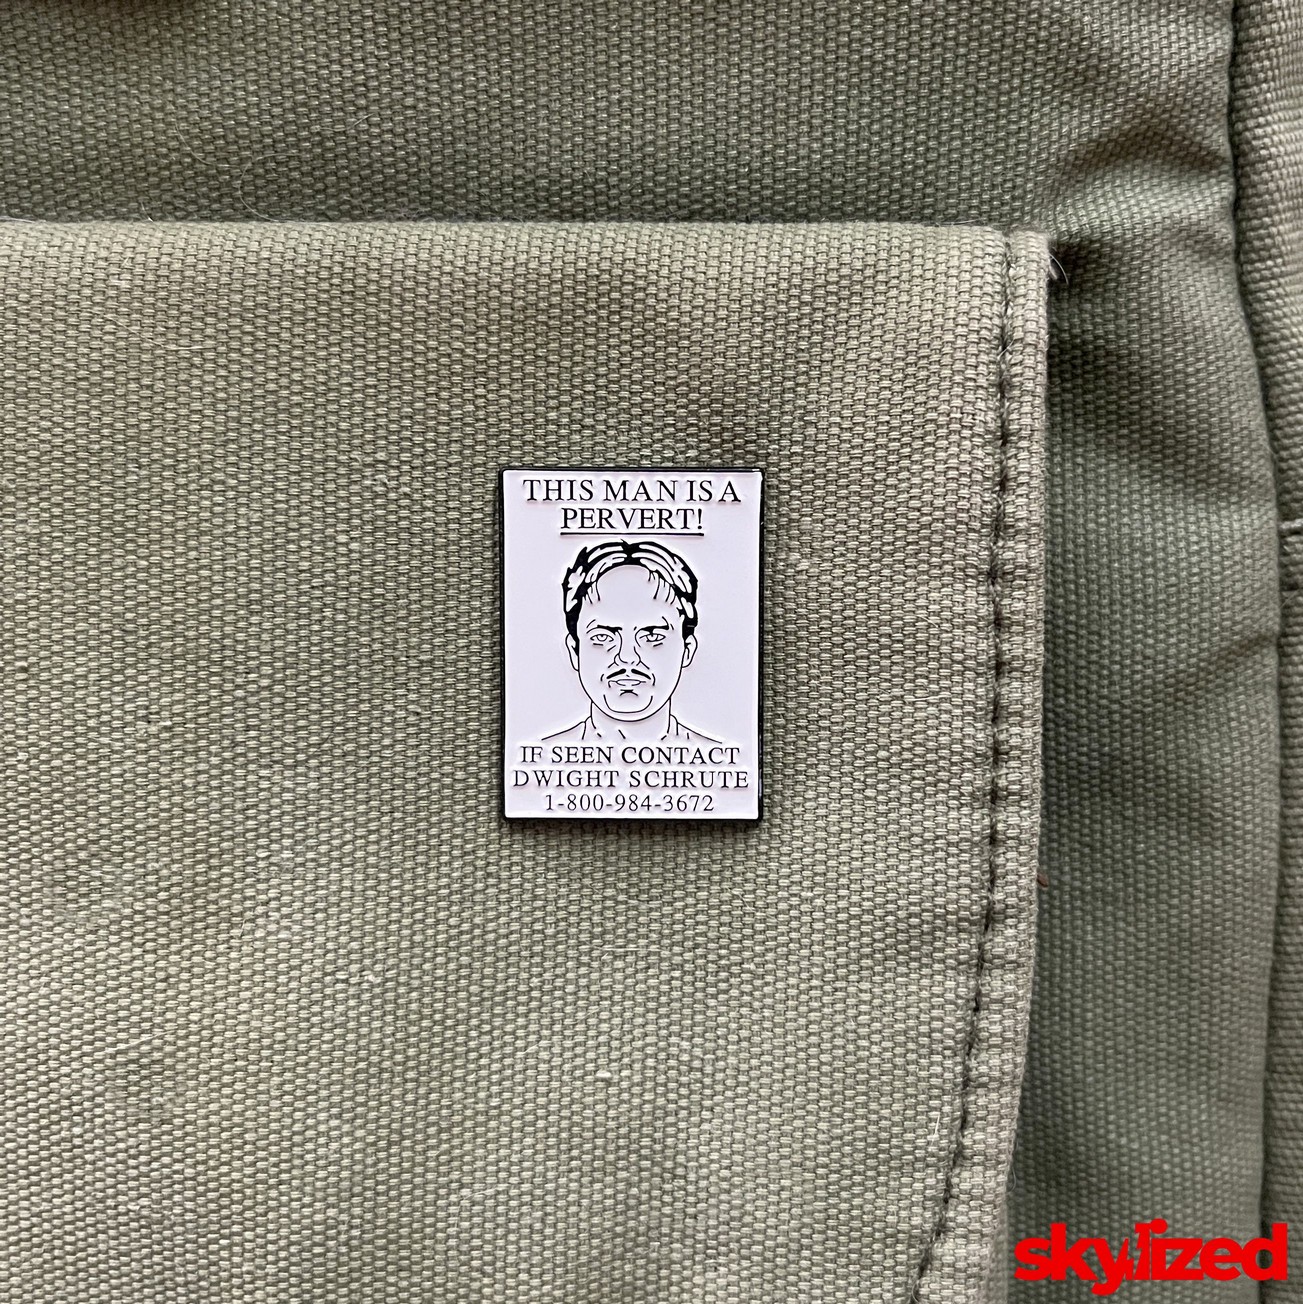 THIS MAN IS A
PERVERT!
IF SEEN CONTACT
DWIGHT SCHRUTE
1-800-984-3672
skylized